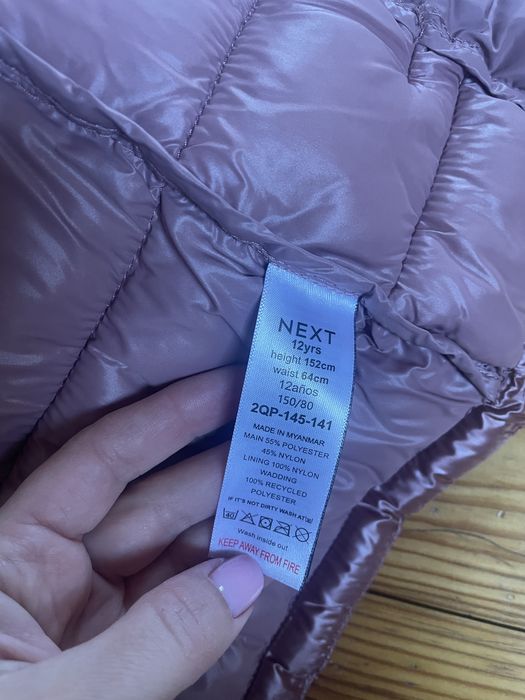 NEXT
12yrs
height 152cm
waist 64cm
12años
150/80
2QP-145-141
MADE IN MYANMAR
MAIN 55% POLYESTER
45% NYLON
LINING 100% NYLON
WADDING
100% RECYCLED
POLYESTER
IF IT'S NOT DIRTY WASH AT
40
Wash inside out
KEEP AWAY FROM FIRE